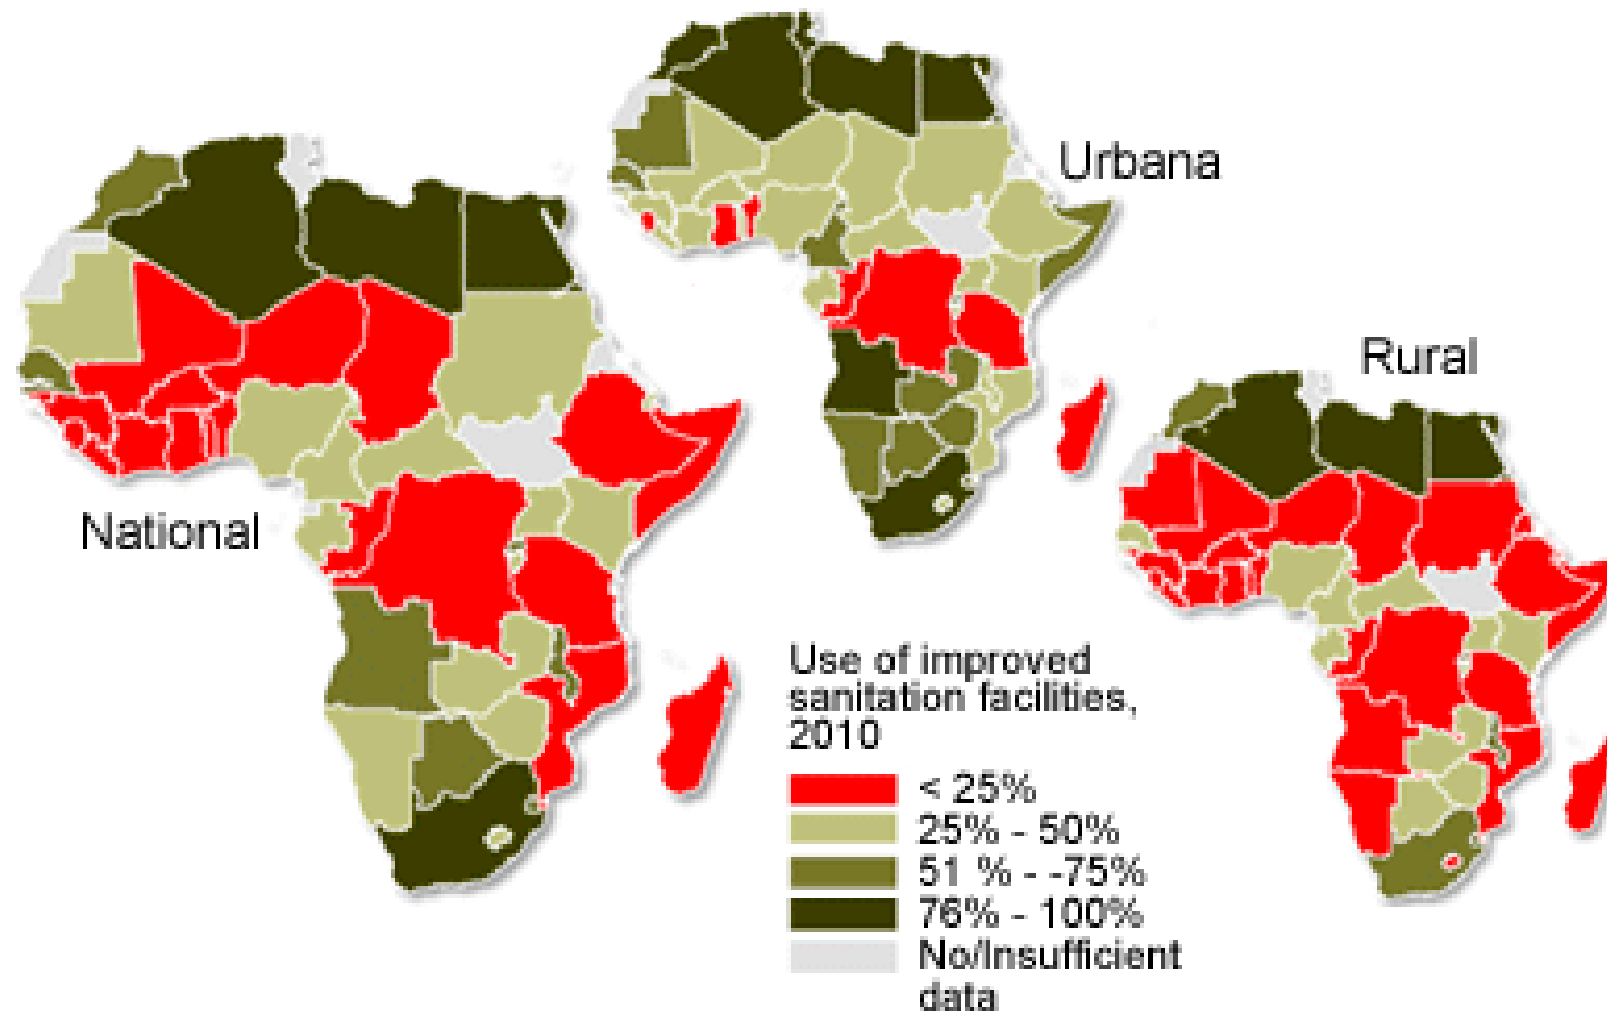 Urbana
Rural
National
Use of improved
sanitation facilities,
2010
< 25%
25% - 50%
51 % - -75%
76% - 100%
No/Insufficient
data